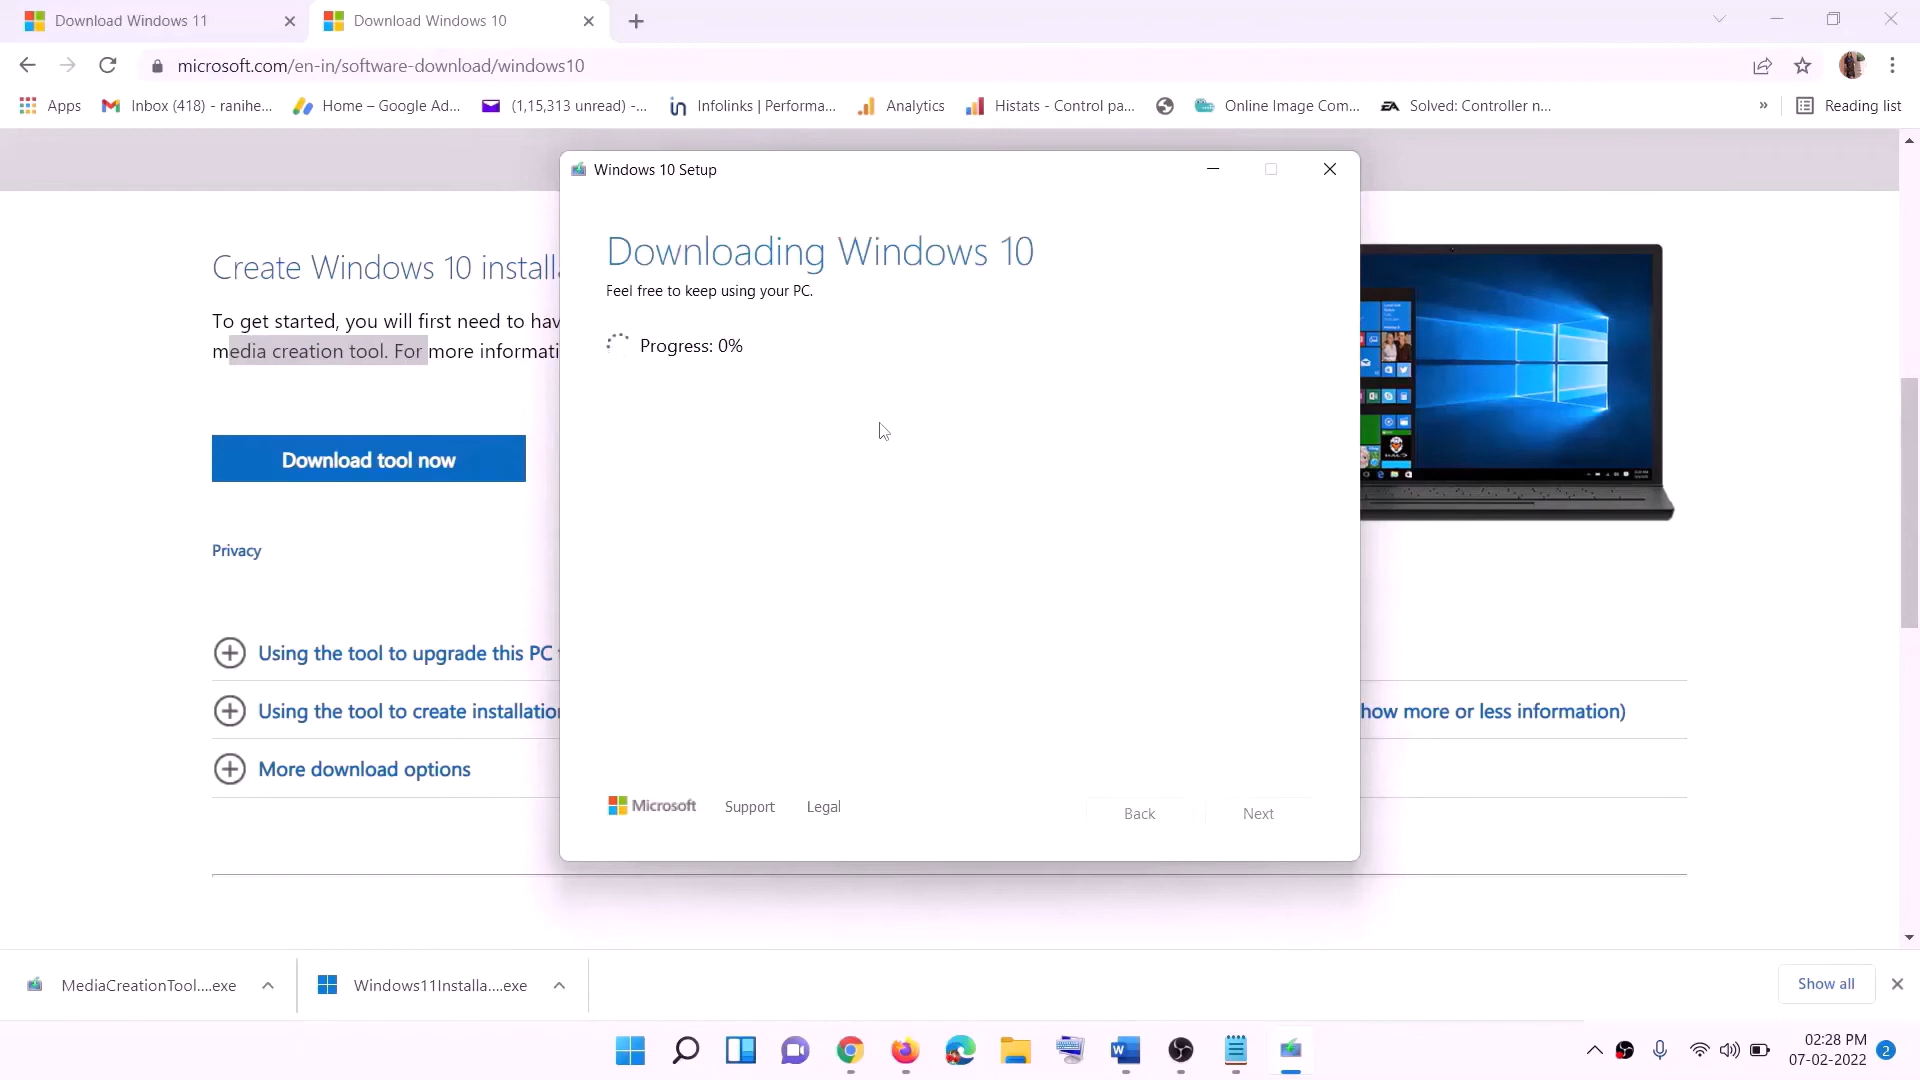 Download Windows 11
Download Windows 10
microsoft.com/en-in/software-download/windows10
Apps
Inbox (418) - ranihe...
Home – Google Ad...
(1,15,313 unread) -...
Infolinks | Performa...
Analytics
Histats - Control pa...
Online Image Com...
Solved: Controller n...
»
Reading list
Windows 10 Setup
Downloading Windows 10
Feel free to keep using your PC.
Progress: 0%
Create Windows 10 install
To get started, you will first need to hav
media creation tool. For more informati
Download tool now
Privacy
Using the tool to upgrade this PC
Using the tool to create installation
how more or less information)
More download options
Microsoft
Support
Legal
Back
Next
MediaCreationTool....exe
Windows11Installa....exe
Show all
02:28 PM
07-02-2022
2